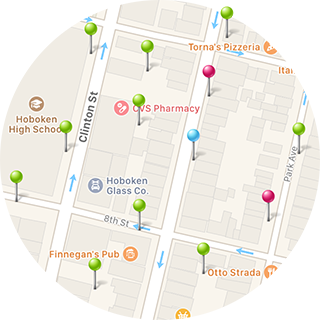 Torna's Pizzeria
Ital
Clinton St
Hoboken
High School
CVS Pharmacy
Park Ave
Hoboken
Glass Co.
8th St
Finnegan's Pub
Otto Strada